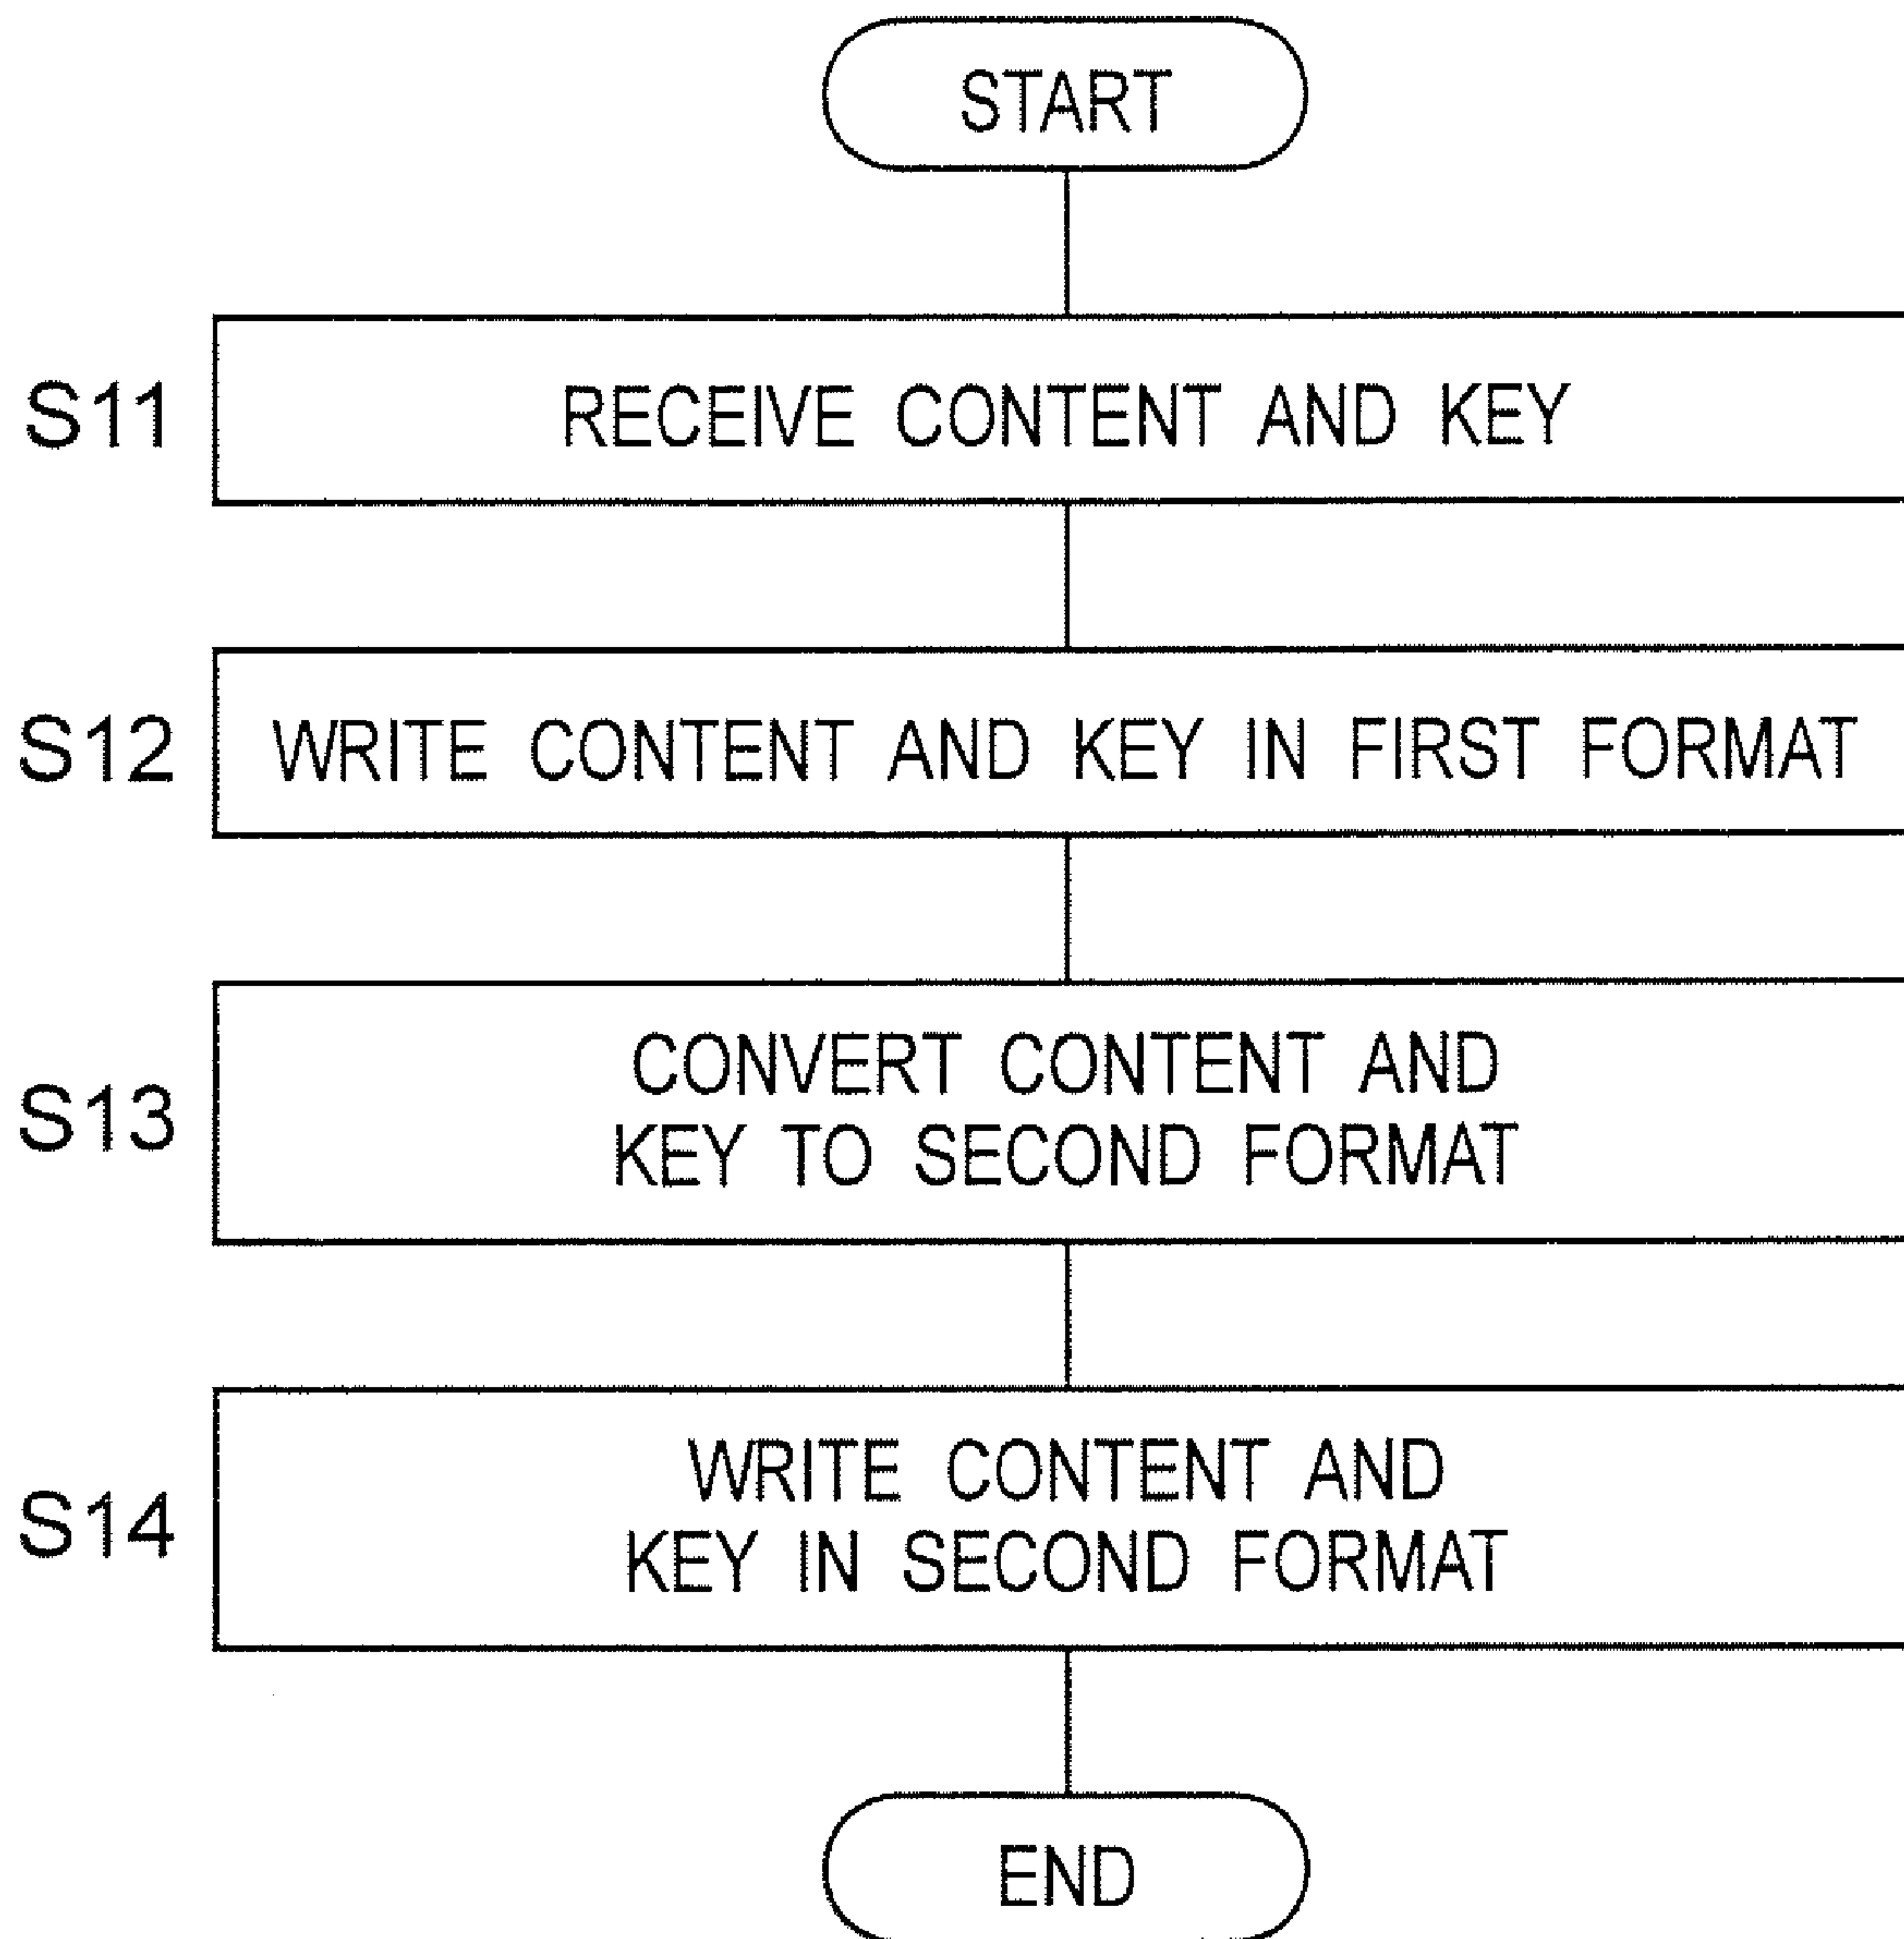 START
S11 RECEIVE CONTENT AND KEY
S12 WRITE CONTENT AND KEY IN FIRST FORMAT
S13 CONVERT CONTENT AND
KEY TO SECOND FORMAT
S14 WRITE CONTENT AND
KEY IN SECOND FORMAT
END